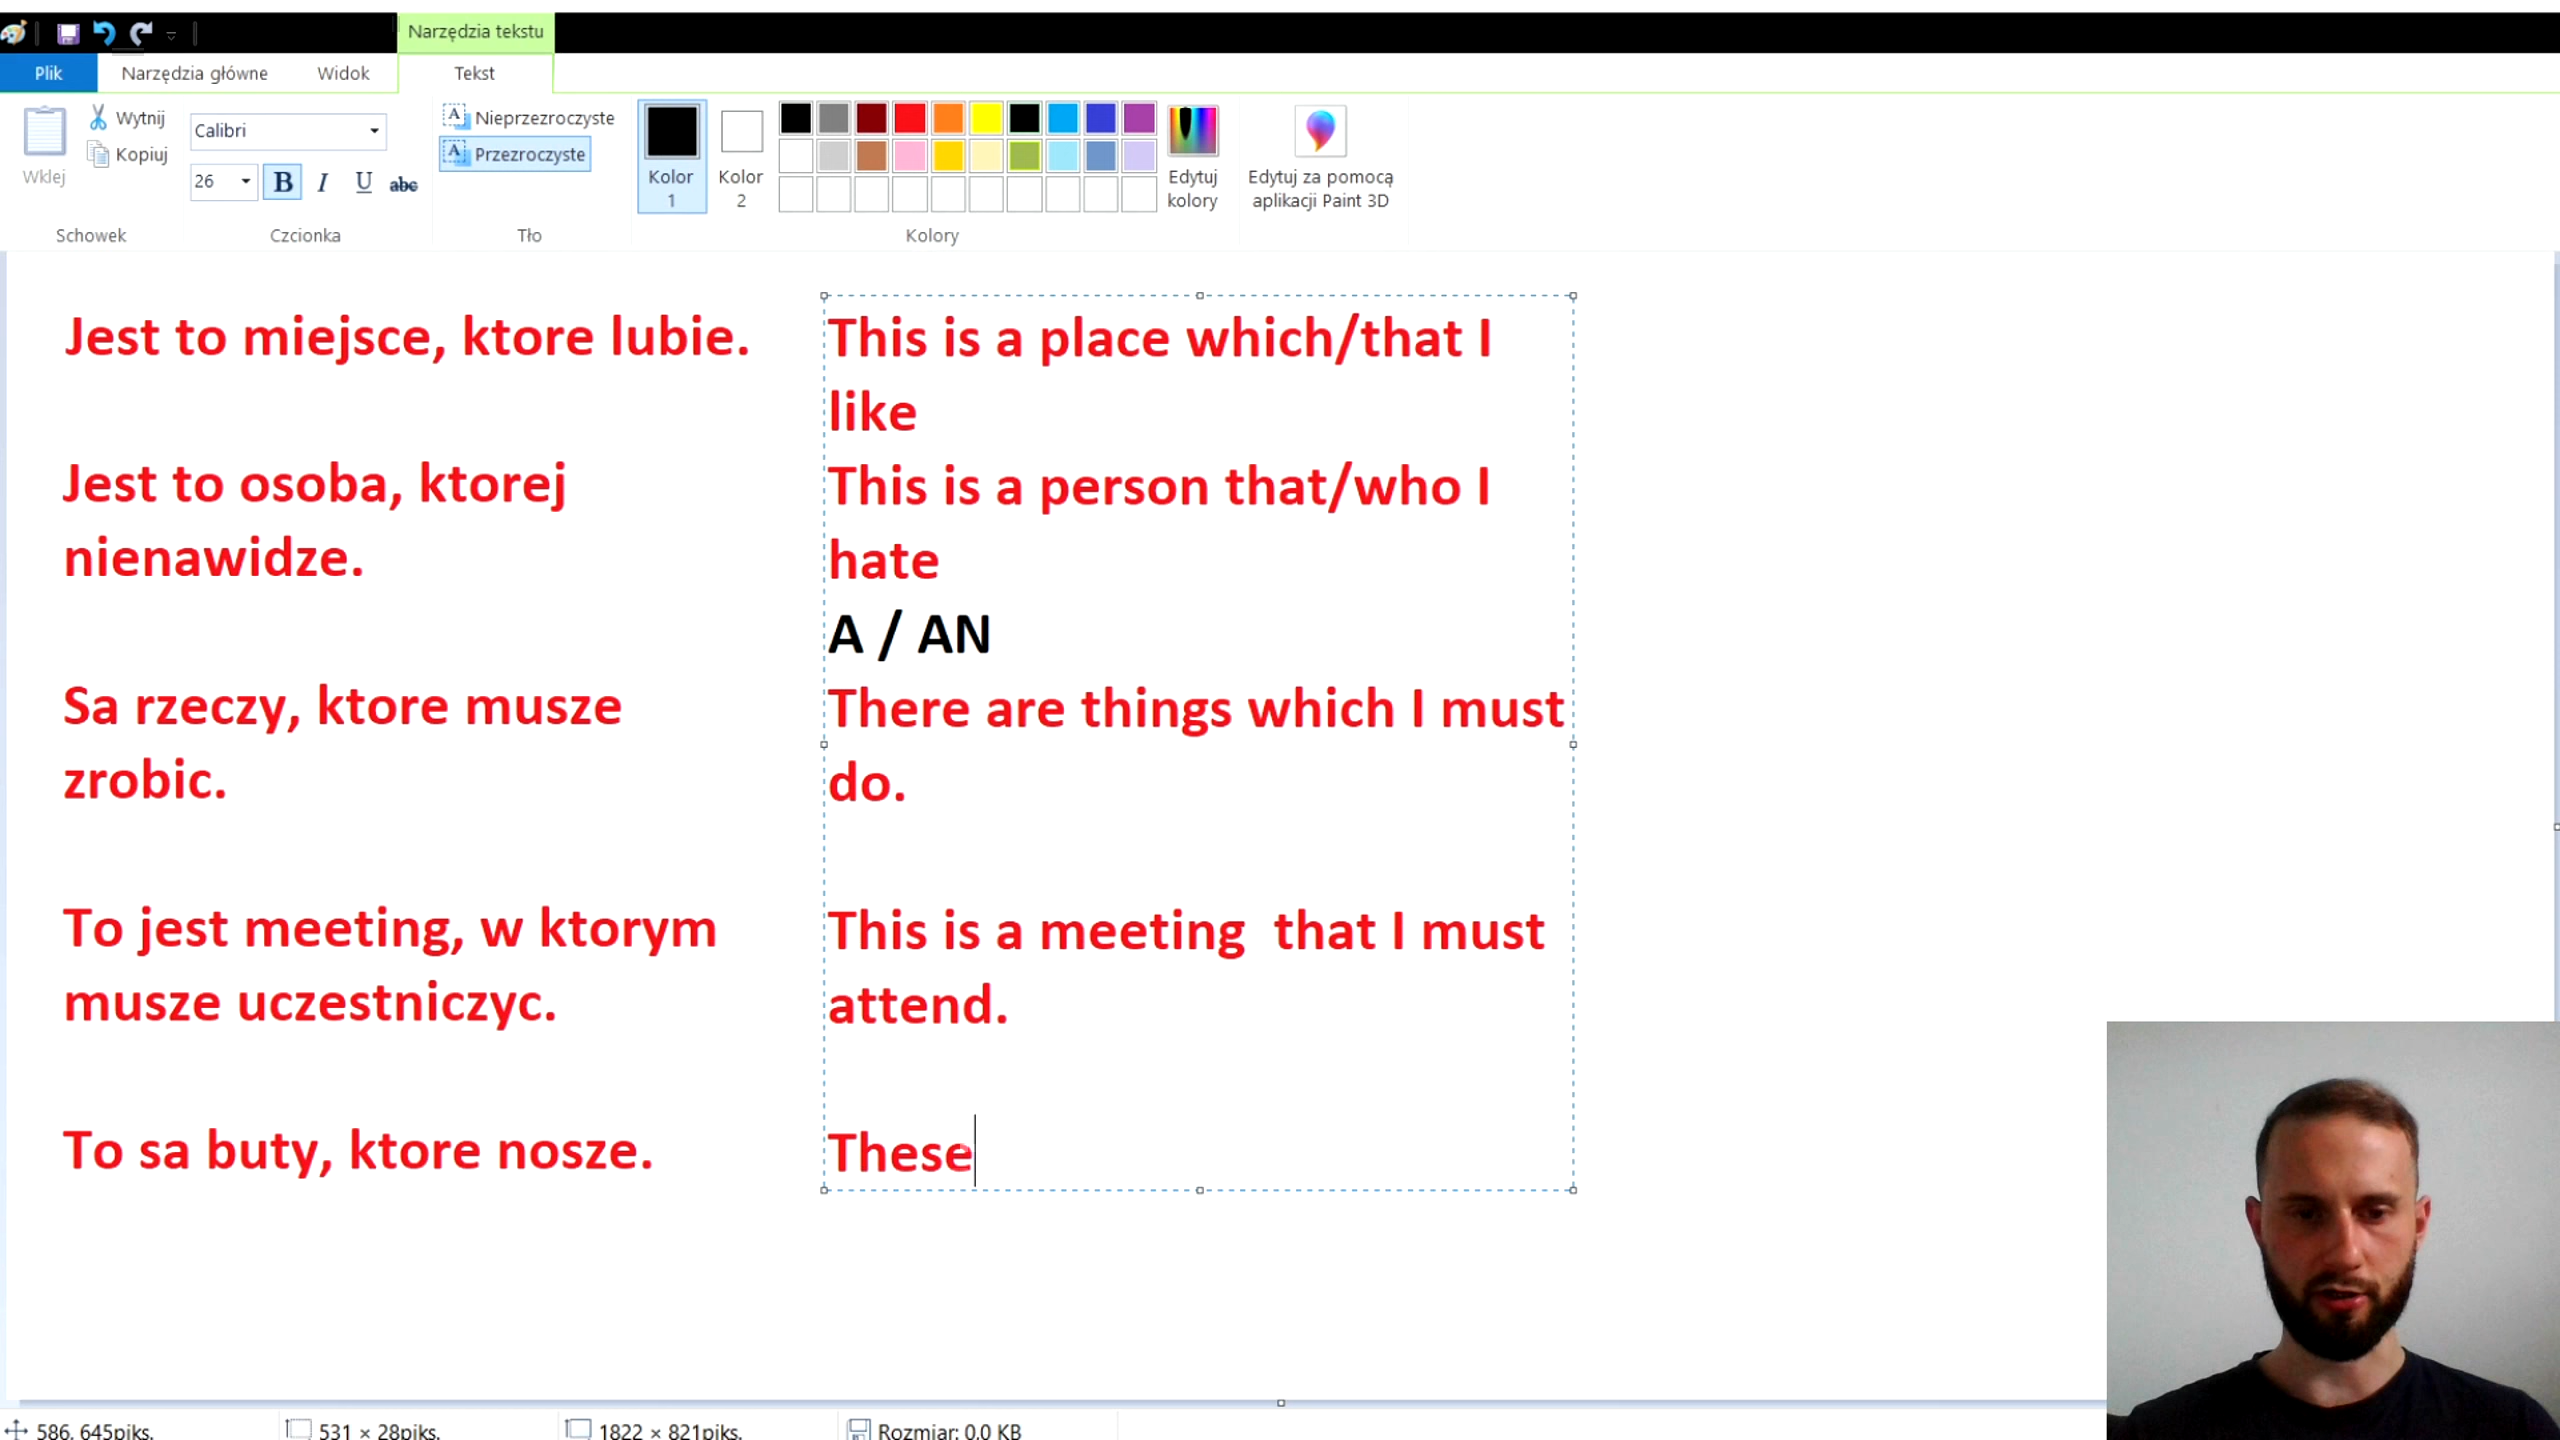 Narzędzia tekstu
Plik Narzędzia główne Widok Tekst
Wklej
Wytnij
Kopiuj
Schowek
Calibri
26 B I U abc
Czcionka
Nieprzezroczyste
Przezroczyste
Tło
Kolor 1
Kolor 2
Kolory
Edytuj kolory
Edytuj za pomocą aplikacji Paint 3D
Jest to miejsce, ktore lubie.
Jest to osoba, ktorej
nienawidze.
Sa rzeczy, ktore musze
zrobic.
To jest meeting, w ktorym
musze uczestniczyc.
To sa buty, ktore nosze.
This is a place which/that I
like
This is a person that/who I
hate
A / AN
There are things which I must
do.
This is a meeting  that I must
attend.
These
586, 645piks. 531 × 28piks. 1822 × 821piks. Rozmiar: 0.0 KB